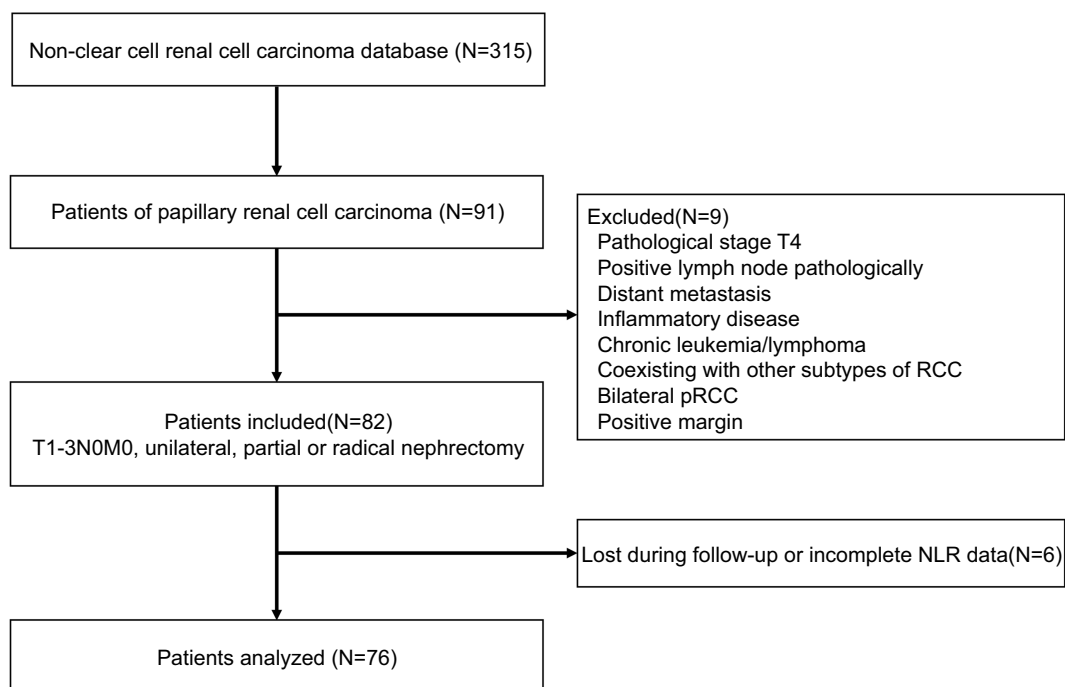 Non-clear cell renal cell carcinoma database (N=315)
Patients of papillary renal cell carcinoma (N=91)
Excluded(N=9)
Pathological stage T4
Positive lymph node pathologically
Distant metastasis
Inflammatory disease
Chronic leukemia/lymphoma
Coexisting with other subtypes of RCC
Bilateral pRCC
Positive margin
Patients included(N=82)
T1-3N0M0, unilateral, partial or radical nephrectomy
Lost during follow-up or incomplete NLR data(N=6)
Patients analyzed (N=76)